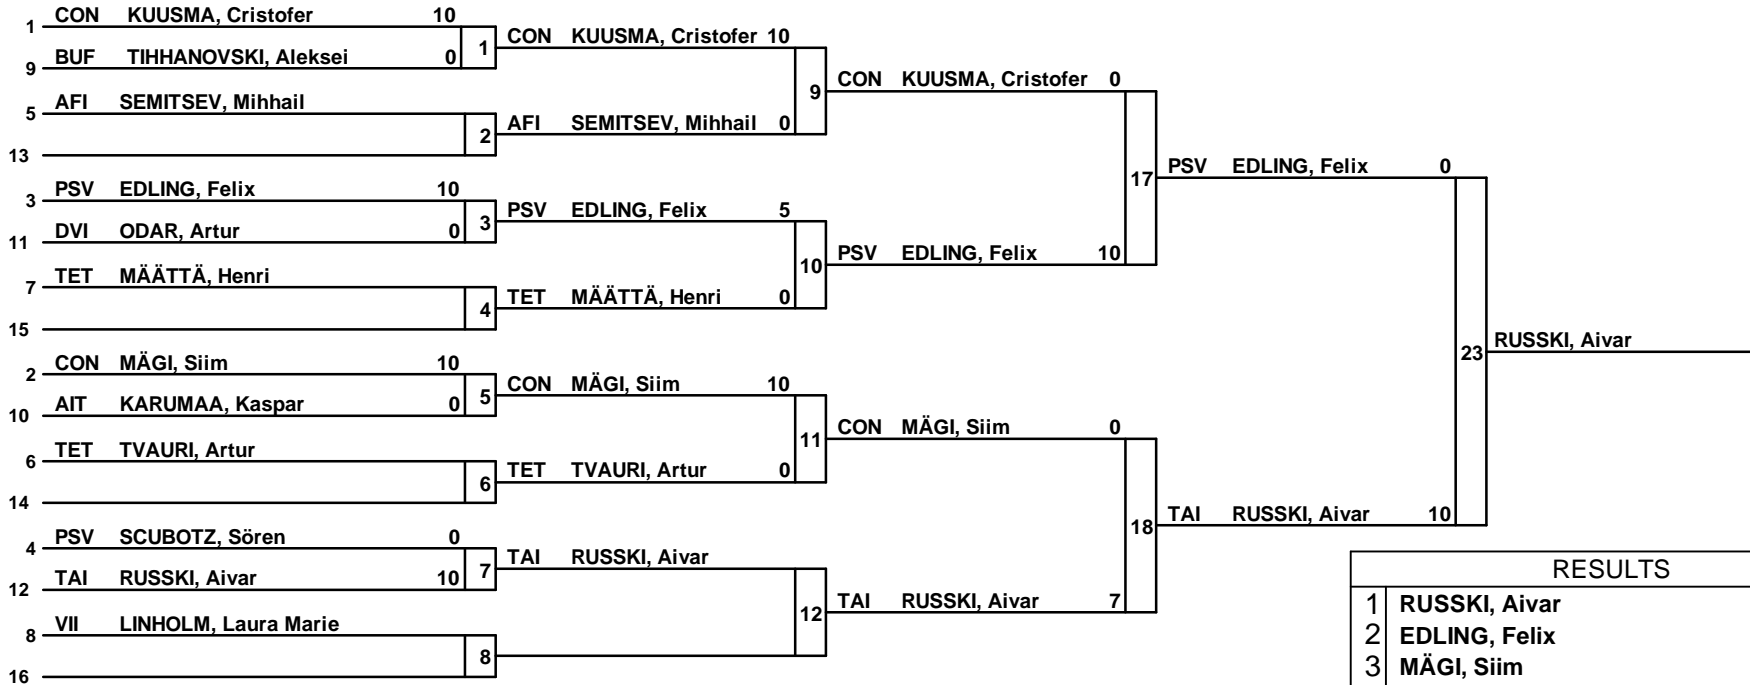 1 CON KUUSMA, Cristofer 10
9 BUF TIHHANOVSKI, Aleksei 0
1
5 AFI SEMITSEV, Mihhail
13
2
3 PSV EDLING, Felix 10
11 DVI ODAR, Artur 0
3
7 TET MÄÄTTÄ, Henri
15
4
2 CON MÄGI, Siim 10
10 AIT KARUMAA, Kaspar 0
5
6 TET TVAURI, Artur
14
6
4 PSV SCUBOTZ, Sören 0
12 TAI RUSSKI, Aivar 10
7
8 VII LINHOLM, Laura Marie
16
8
CON KUUSMA, Cristofer 10
AFI SEMITSEV, Mihhail 0
9
PSV EDLING, Felix 5
TET MÄÄTTÄ, Henri 0
10
CON MÄGI, Siim 10
TET TVAURI, Artur 0
11
TAI RUSSKI, Aivar
12
CON KUUSMA, Cristofer 0
PSV EDLING, Felix 10
17
CON MÄGI, Siim 0
TAI RUSSKI, Aivar 7
18
PSV EDLING, Felix 0
TAI RUSSKI, Aivar 10
23
RUSSKI, Aivar
RESULTS
1 RUSSKI, Aivar
2 EDLING, Felix
3 MÄGI, Siim